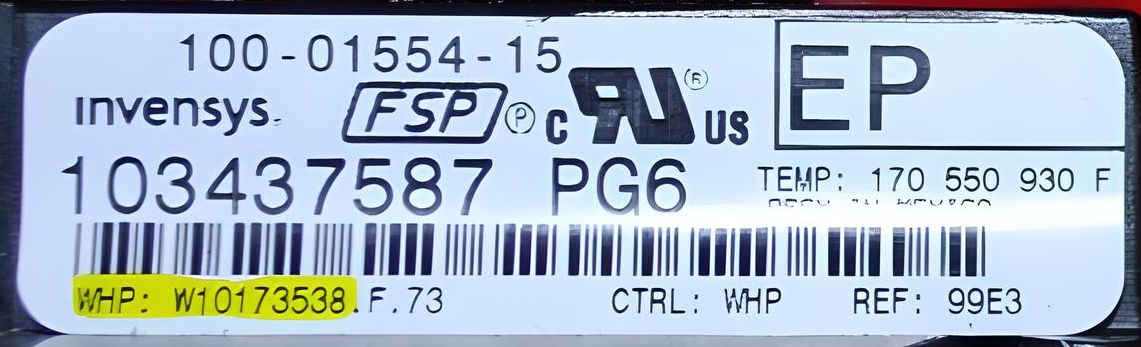 100-01554-15
EP
invensys. FSP Ⓟ C RU ® US
103437587 PG6
TEMP: 170 550 930 F
WHP: W10173538.F.73 CTRL: WHP REF: 99E3